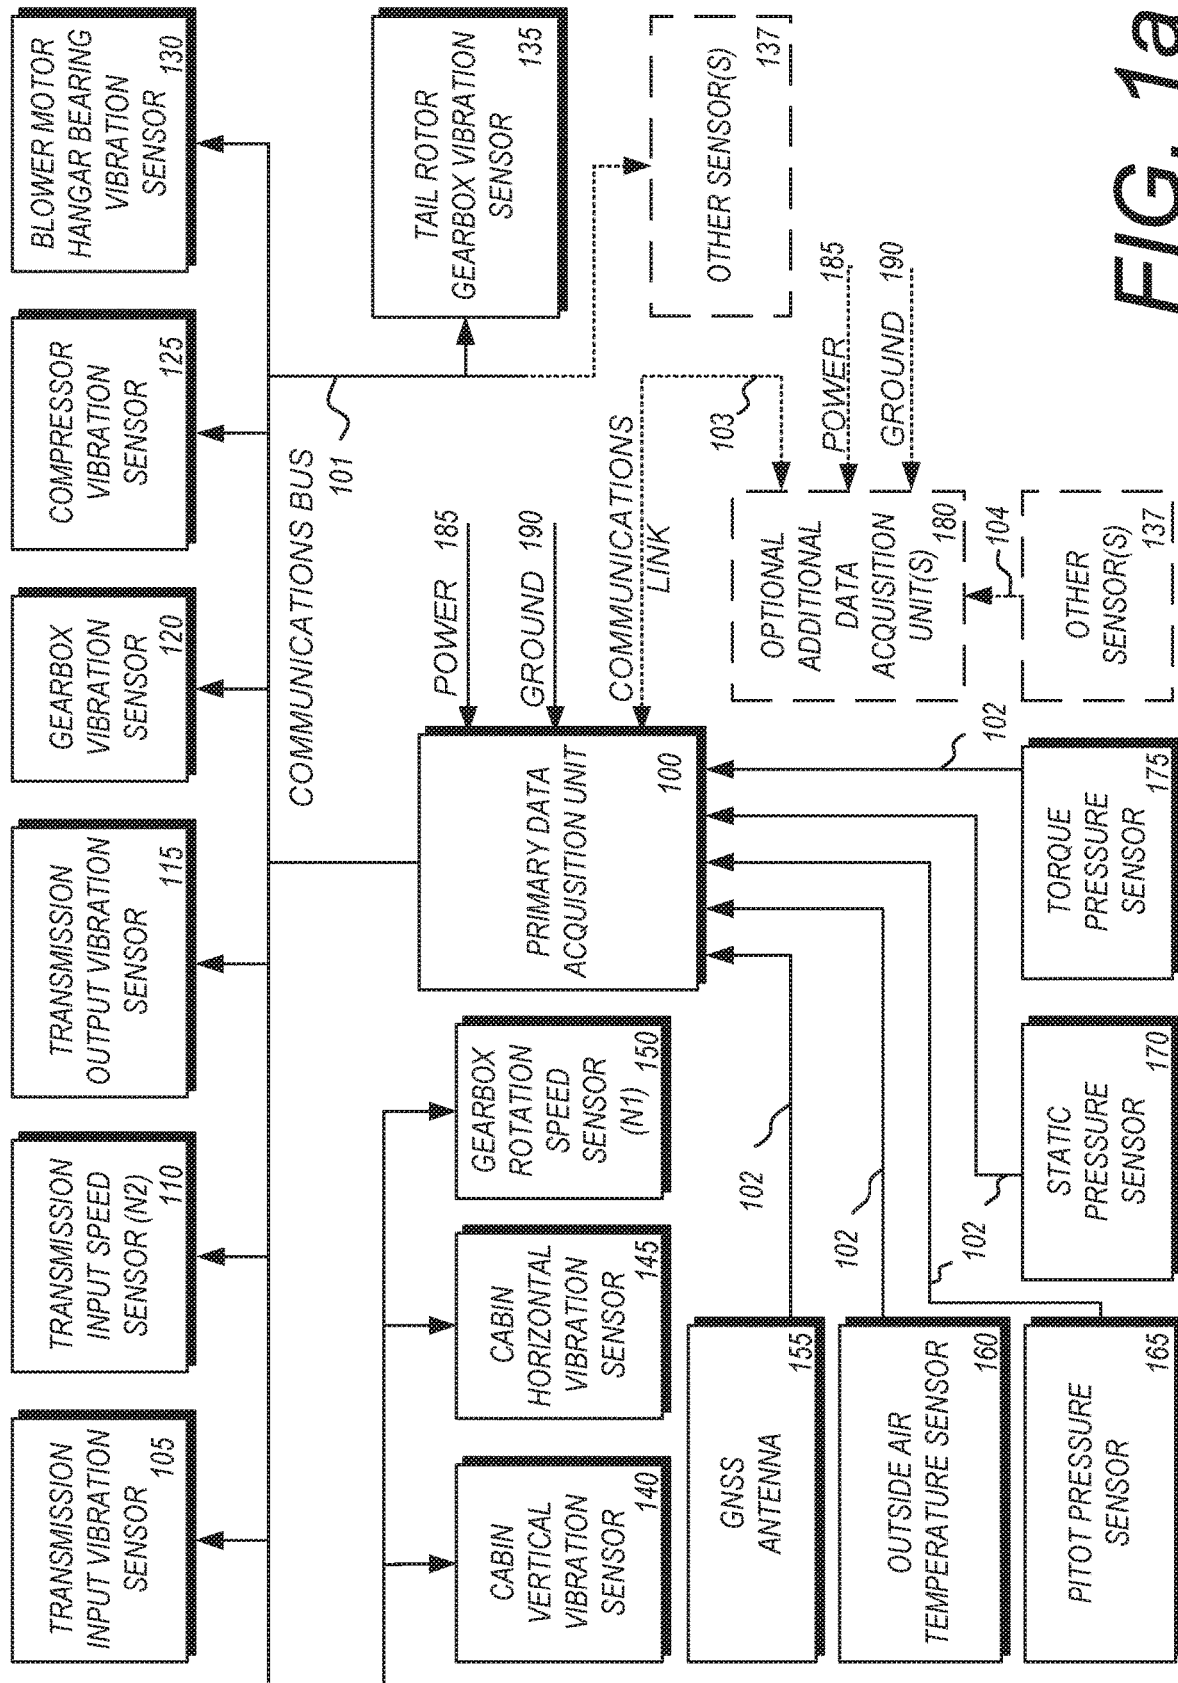 TRANSMISSION
INPUT VIBRATION
SENSOR
105
TRANSMISSION
INPUT SPEED
SENSOR (N2)
110
TRANSMISSION
OUTPUT VIBRATION
SENSOR
115
GEARBOX
VIBRATION
SENSOR
120
COMPRESSOR
VIBRATION
SENSOR
125
BLOWER MOTOR
HANGAR BEARING
VIBRATION
SENSOR
130
COMMUNICATIONS BUS
101
TAIL ROTOR
GEARBOX VIBRATION
SENSOR
135
CABIN
VERTICAL
VIBRATION
SENSOR
140
CABIN
HORIZONTAL
VIBRATION
SENSOR
145
GEARBOX
ROTATION
SPEED
SENSOR
(N1)
150
PRIMARY DATA
ACQUISITION UNIT
100
POWER 185
GROUND 190
COMMUNICATIONS
LINK
103
OTHER SENSOR(S)
137
POWER 185
GROUND 190
OPTIONAL
ADDITIONAL
DATA
ACQUISITION
UNIT(S)
180
104
OTHER
SENSOR(S)
137
GNSS
ANTENNA
155
102
OUTSIDE AIR
TEMPERATURE SENSOR
160
102
PITOT PRESSURE
SENSOR
165
102
STATIC
PRESSURE
SENSOR
170
102
TORQUE
PRESSURE
SENSOR
175
102
FIG. 1a